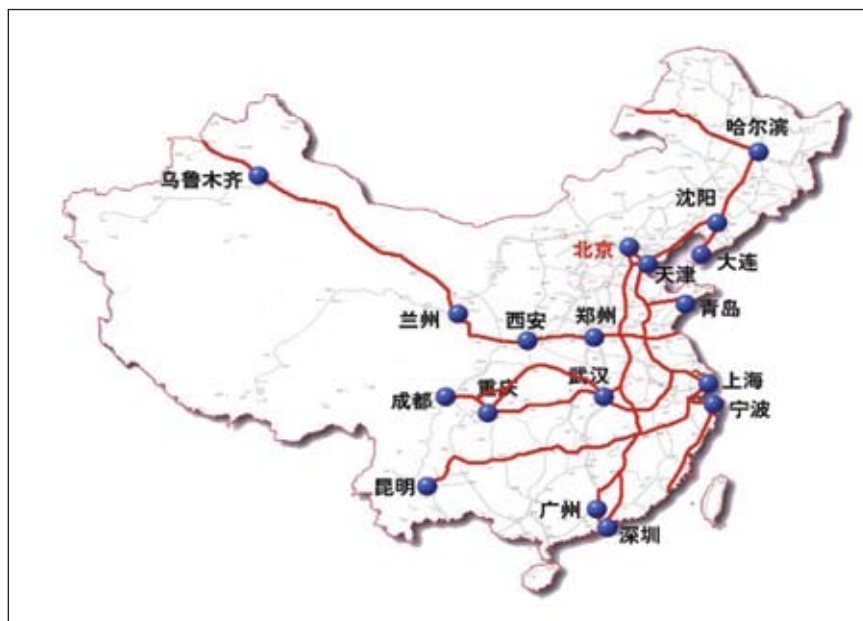 哈尔滨
乌鲁木齐
沈阳
北京
大连
天津
青岛
兰州
西安
郑州
上海
成都
重庆
武汉
宁波
昆明
广州
深圳